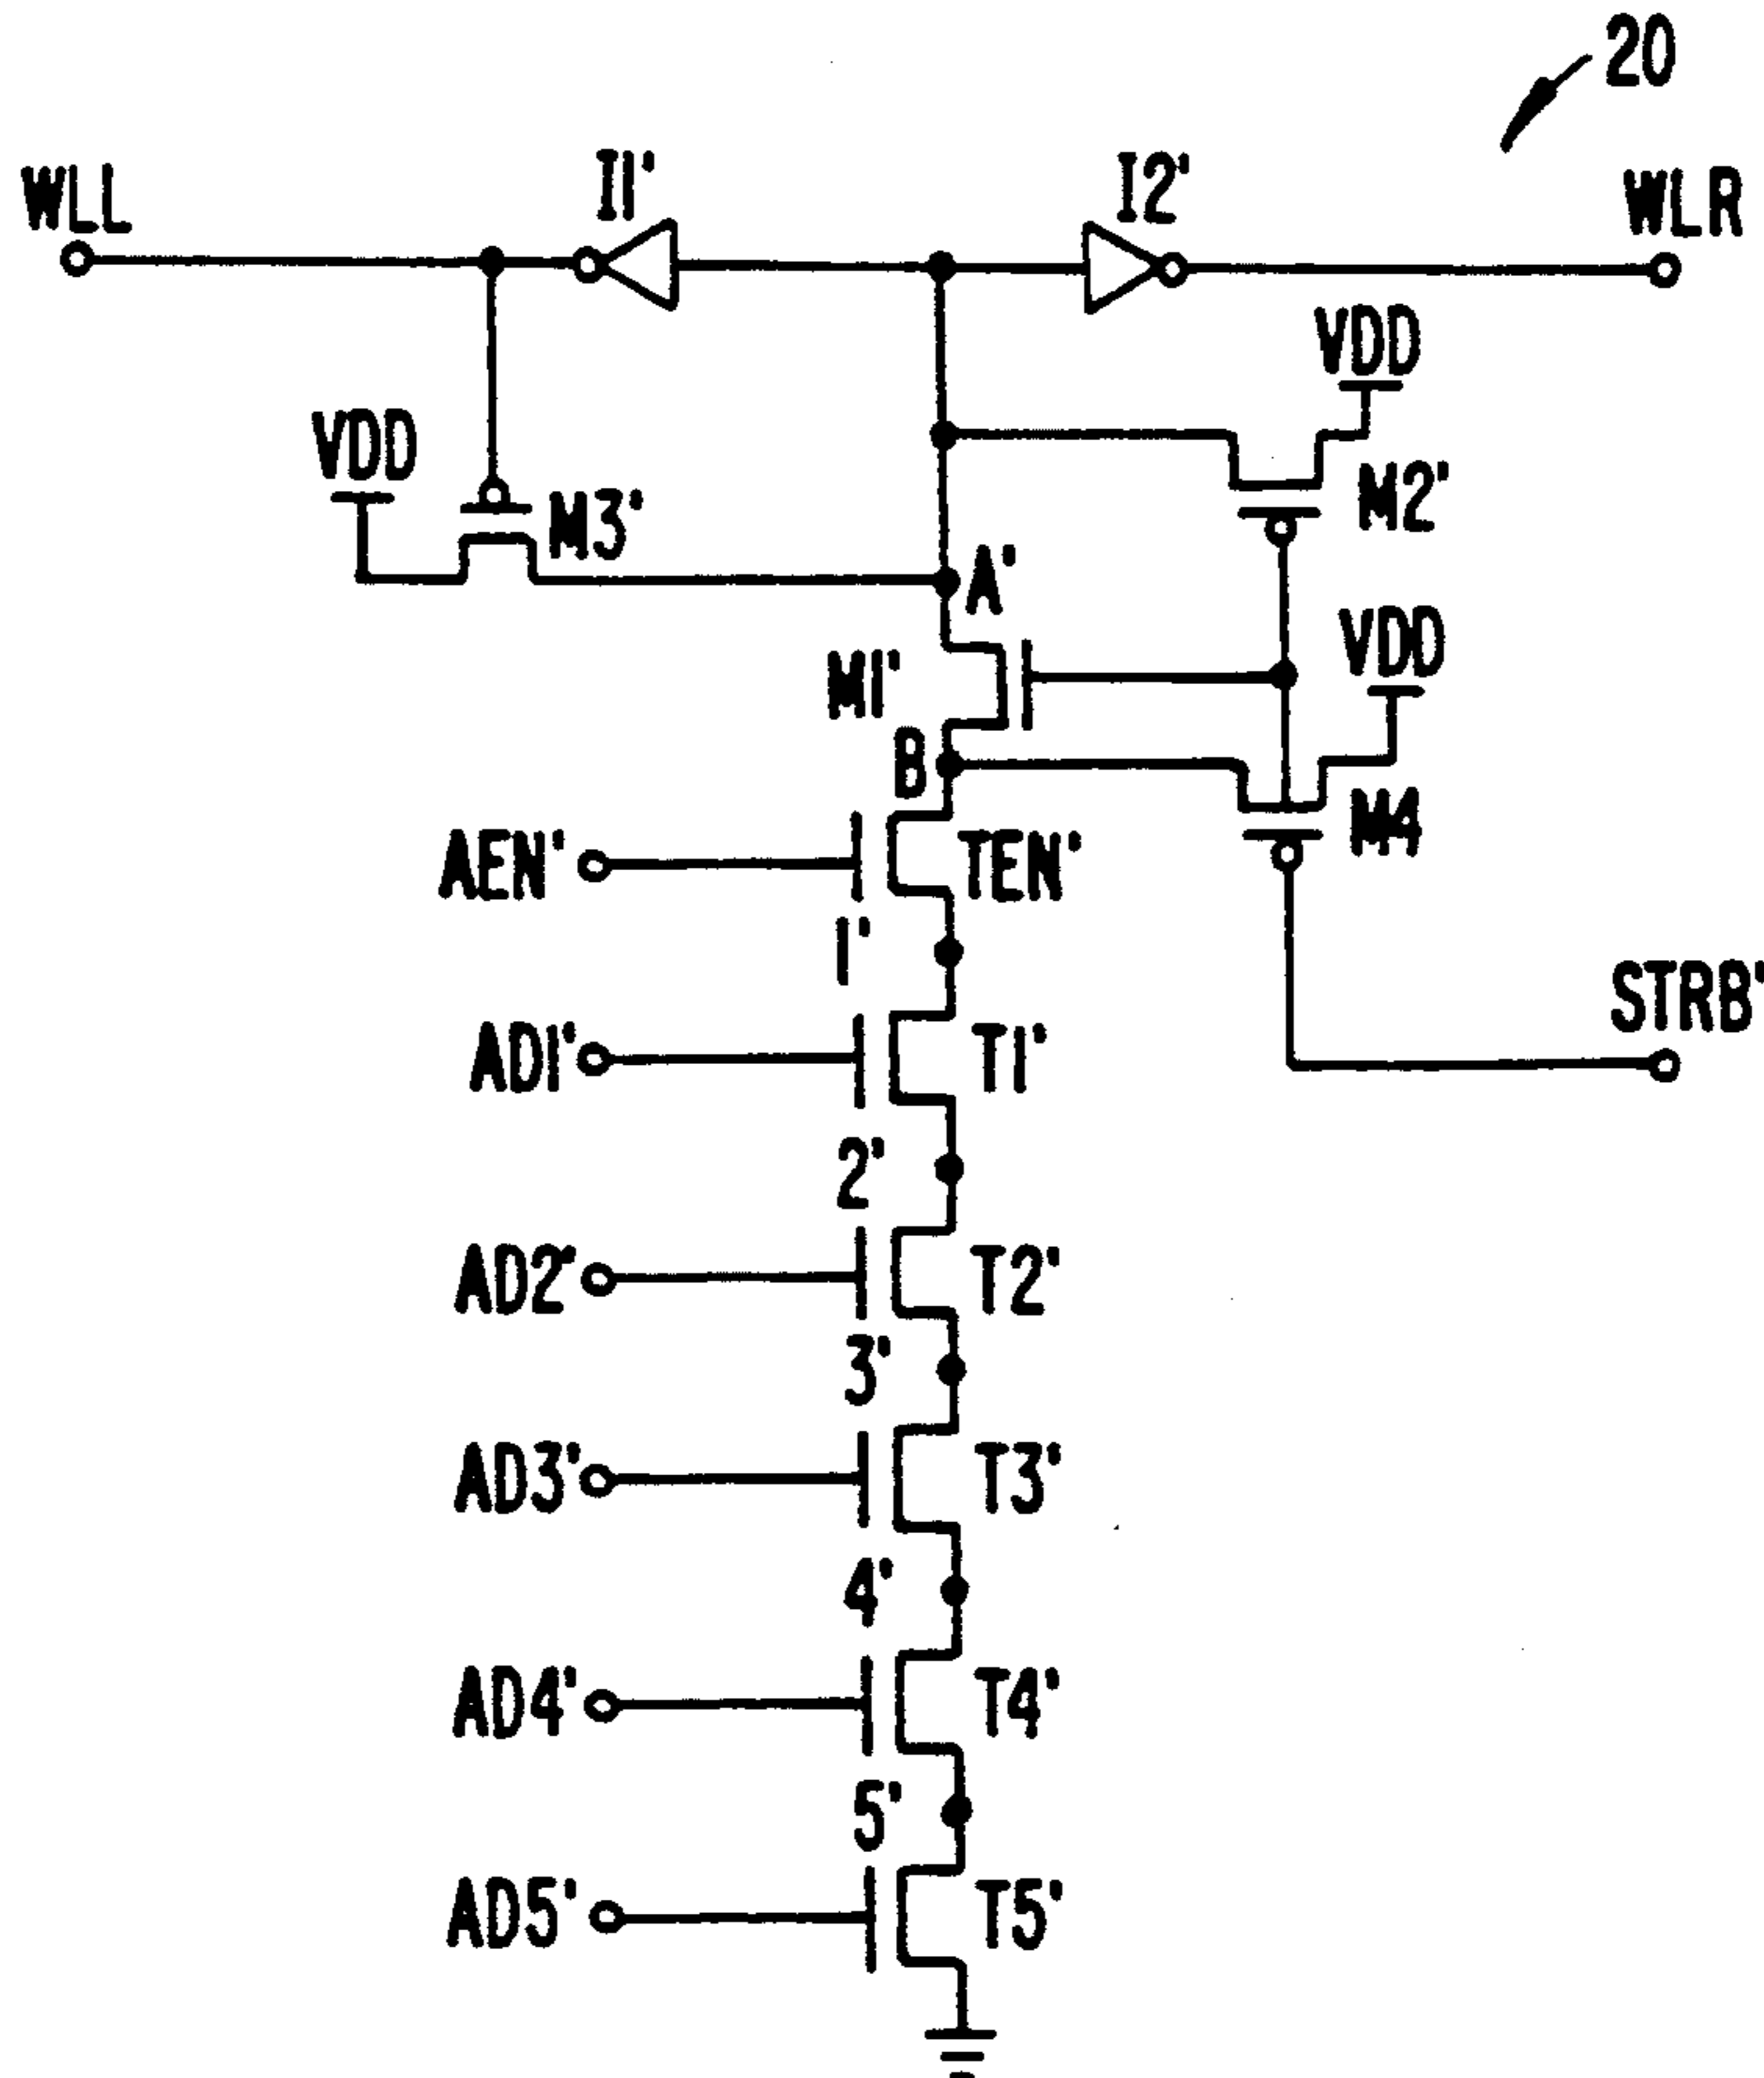 20
WLL
I1'
I2'
WLR
VDD
VDD
M3'
M2'
A'
VDD
M1'
B
M4
AEN'
TEN'
1'
STRB'
AD1'
T1'
2'
AD2'
T2'
3'
AD3'
T3'
4'
AD4'
T4'
5'
AD5'
T5'